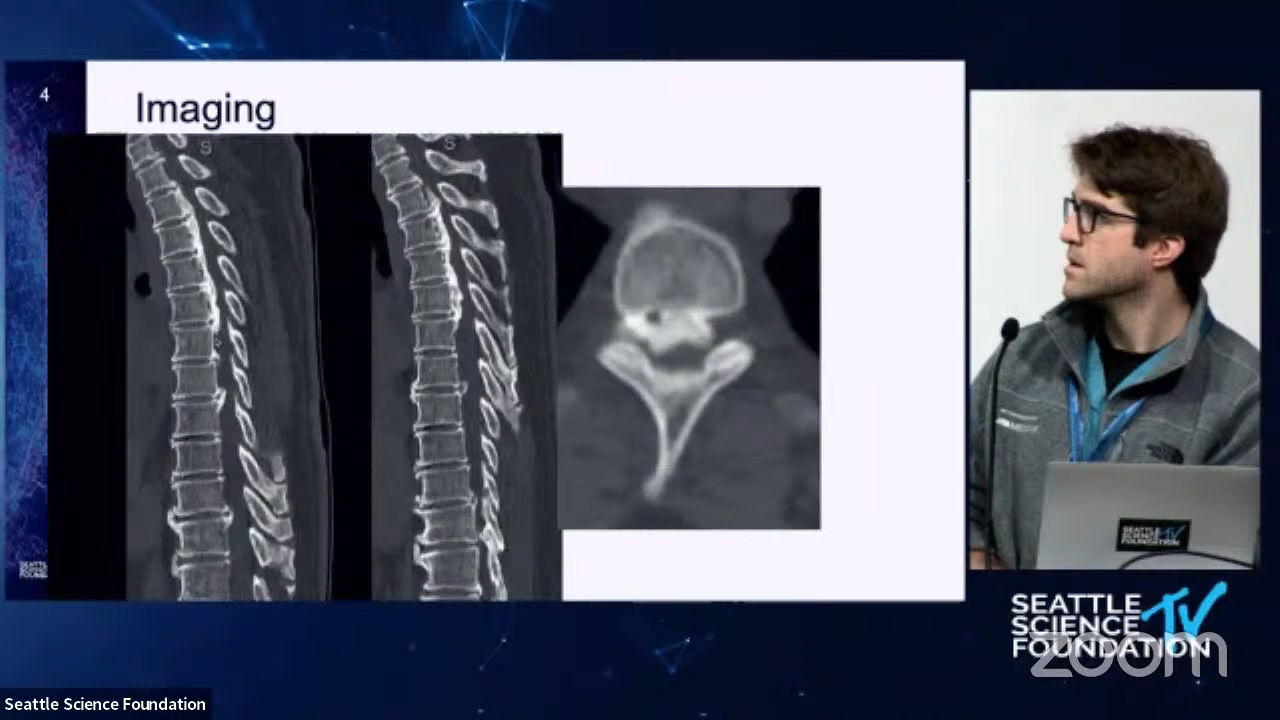 4
Imaging
S
S
SEATTLE
SCIENCE
FOUNDATION
SEATTLE
SCIENCE
FOUNDATION
TV
zoom
Seattle Science Foundation